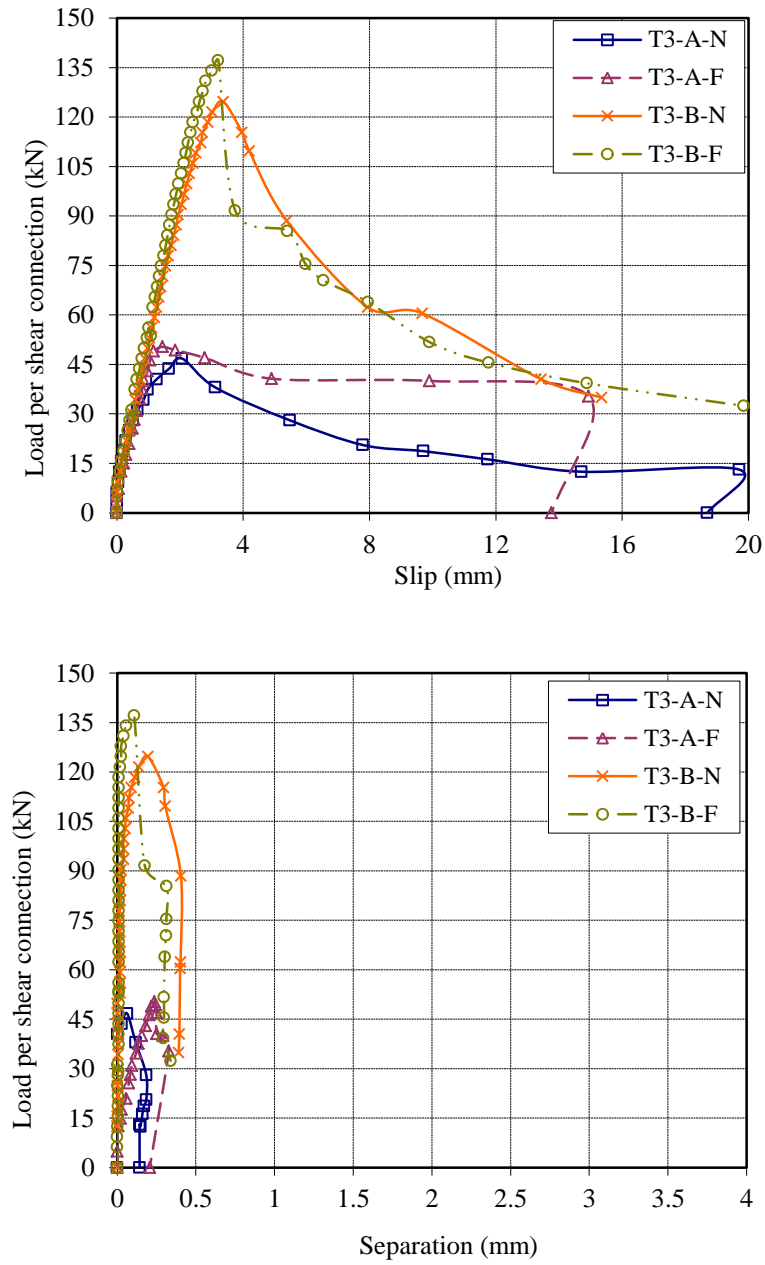 150
135
120
105
90
75
60
45
30
15
0
Load per shear connection (kN)
T3-A-N
T3-A-F
T3-B-N
T3-B-F
0 4 8 12 16 20
Slip (mm)
150
135
120
105
90
75
60
45
30
15
0
Load per shear connection (kN)
T3-A-N
T3-A-F
T3-B-N
T3-B-F
0 0.5 1 1.5 2 2.5 3 3.5 4
Separation (mm)